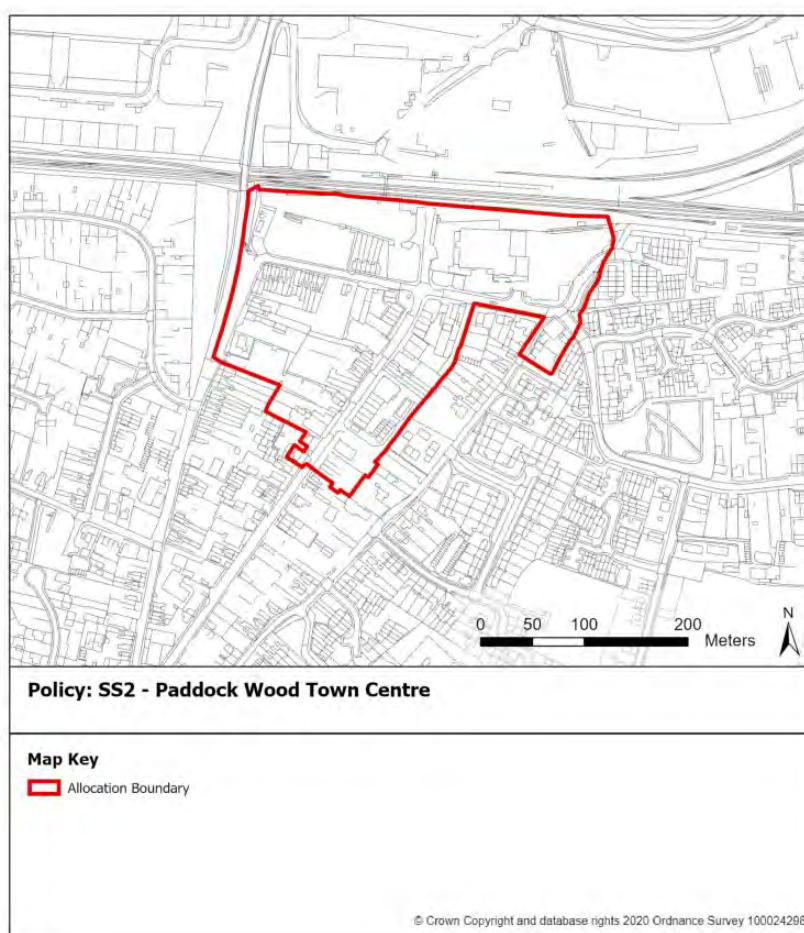 0 50 100 200
Meters
N
Policy: SS2 - Paddock Wood Town Centre
Map Key
Allocation Boundary
© Crown Copyright and database rights 2020 Ordnance Survey 100024298